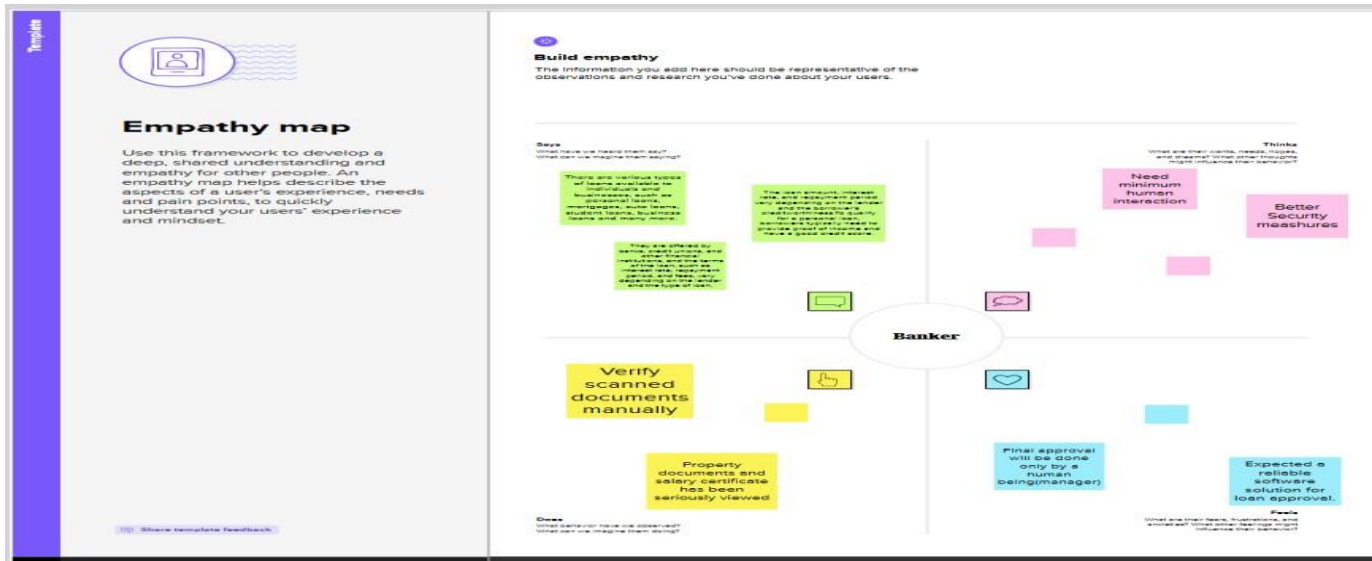 Template
Empathy map
Use this framework to develop a
deep, shared understanding and
empathy for other people. An
empathy map helps describe the
aspects of a user's experience, needs
and pain points, to quickly
understand your users' experience
and mindset.
Share template feedback
Build empathy
The information you add here should be representative of the
observations and research you've done about your users.
Says
What have we heard them say?
What can we imagine them saying?
There are various types
of loans available to
individuals and
businesses, such as
personal loans,
mortgages, auto loans,
student loans, business
loans and many more.
The loan amount, interest
rate, and repayment period
vary depending on the lender
and the borrower's
creditworthiness.To qualify
for a personal loan,
borrowers typically need to
provide proof of income and
have a good credit score.
They are offered by
banks, credit unions, and
other financial
institutions, and the terms
of the loan, such as
interest rate, repayment
period, and fees, vary
depending on the lender
and the type of loan.
Thinks
What are their wants, needs, hopes,
and dreams? What other thoughts
might influence their behavior?
Need
minimum
human
interaction
Better
Security
meashures
Banker
Verify
scanned
documents
manually
Property
documents and
salary certificate
has been
seriously viewed
Does
What behavior have we observed?
What can we imagine them doing?
Final approval
will be done
only by a
human
being(manager)
Expected a
reliable
software
solution for
loan approval.
Feels
What are their fears, frustrations, and
anxieties? What other feelings might
influence their behavior?